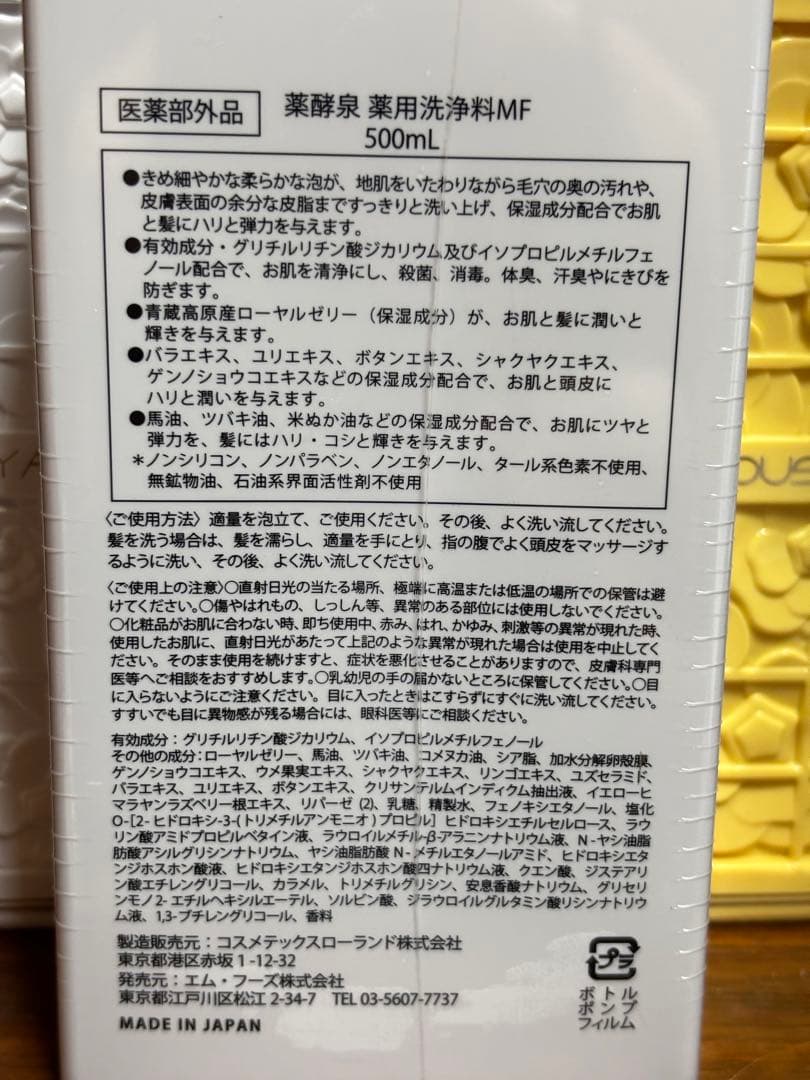 医薬部外品
薬酵泉 薬用洗浄料MF
500mL
●きめ細やかな柔らかな泡が、地肌をいたわりながら毛穴の奥の汚れや、
皮膚表面の余分な皮脂まですっきりと洗い上げ、保湿成分配合でお肌
と髪にハリと弾力を与えます。
●有効成分・グリチルリチン酸ジカリウム及びイソプロピルメチルフェ
ノール配合で、お肌を清浄にし、殺菌、消毒。体臭、汗臭やにきびを
防ぎます。
●青蔵高原産ローヤルゼリー（保湿成分）が、お肌と髪に潤いと
輝きを与えます。
●バラエキス、ユリエキス、ボタンエキス、シャクヤクエキス、
ゲンノショウコエキスなどの保湿成分配合で、お肌と頭皮に
ハリと潤いを与えます。
●馬油、ツバキ油、米ぬか油などの保湿成分配合で、お肌にツヤと
弾力を、髪にはハリ・コシと輝きを与えます。
＊ノンシリコン、ノンパラベン、ノンエタノール、タール系色素不使用、
無鉱物油、石油系界面活性剤不使用
〈ご使用方法〉適量を泡立て、ご使用ください。その後、よく洗い流してください。
髪を洗う場合は、髪を濡らし、適量を手にとり、指の腹でよく頭皮をマッサージす
るように洗い、その後、よく洗い流してください。
〈ご使用上の注意〉○直射日光の当たる場所、極端に高温または低温の場所での保管は避
けてください。○傷やはれもの、しっしん等、異常のある部位には使用しないでください。
○化粧品がお肌に合わない時、即ち使用中、赤み、はれ、かゆみ、刺激等の異常が現れた時、
使用したお肌に、直射日光があたって上記のような異常が現れた場合は使用を中止してく
ださい。そのまま使用を続けますと、症状を悪化させることがありますので、皮膚科専門
医等へご相談をおすすめします。○乳幼児の手の届かないところに保管してください。○目
に入らないようにご注意ください。目に入ったときはこすらずにすぐに洗い流してください。
すすいでも目に異物感が残る場合には、眼科医等にご相談ください。
有効成分：グリチルリチン酸ジカリウム、イソプロピルメチルフェノール
その他の成分：ローヤルゼリー、馬油、ツバキ油、コメヌカ油、シア脂、加水分解卵殻膜、
ゲンノショウコエキス、ウメ果実エキス、シャクヤクエキス、リンゴエキス、ユズセラミド、
バラエキス、ユリエキス、ボタンエキス、クリサンテルムインディクム抽出液、イエローヒ
マラヤンラズベリー根エキス、リパーゼ (2)、乳糖、精製水、フェノキシエタノール、塩化
O-[2-ヒドロキシ-3-(トリメチルアンモニオ)プロピル]ヒドロキシエチルセルロース、ラウ
リン酸アミドプロピルベタイン液、ラウロイルメチル-β-アラニンナトリウム液、N-ヤシ油脂
肪酸アシルグリシンナトリウム、ヤシ油脂肪酸 N-メチルエタノールアミド、ヒドロキシエタ
ンジホスホン酸液、ヒドロキシエタンジホスホン酸四ナトリウム液、クエン酸、ジステアリ
ン酸エチレングリコール、カラメル、トリメチルグリシン、安息香酸ナトリウム、グリセリ
ンモノ2-エチルヘキシルエーテル、ソルビン酸、ジラウロイルグルタミン酸リシンナトリウ
ム液、1,3-ブチレングリコール、香料
製造販売元：コスメテックスローランド株式会社
東京都港区赤坂 1-12-32
発売元：エム・フーズ株式会社
東京都江戸川区松江 2-34-7 TEL 03-5607-7737
MADE IN JAPAN
プラ
ボトル
ポンプ
フィルム